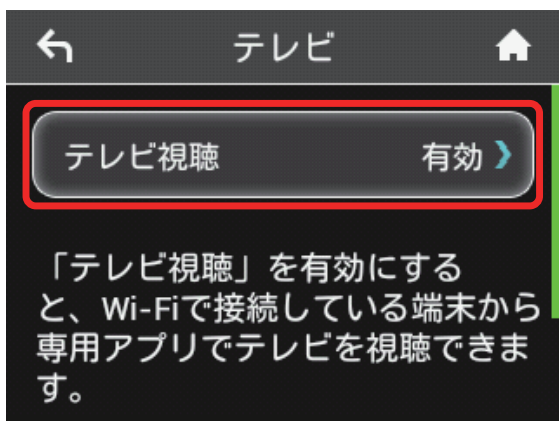 テレビ
テレビ視聴 有効
「テレビ視聴」を有効にする
と、Wi-Fiで接続している端末から
専用アプリでテレビを視聴できま
す。